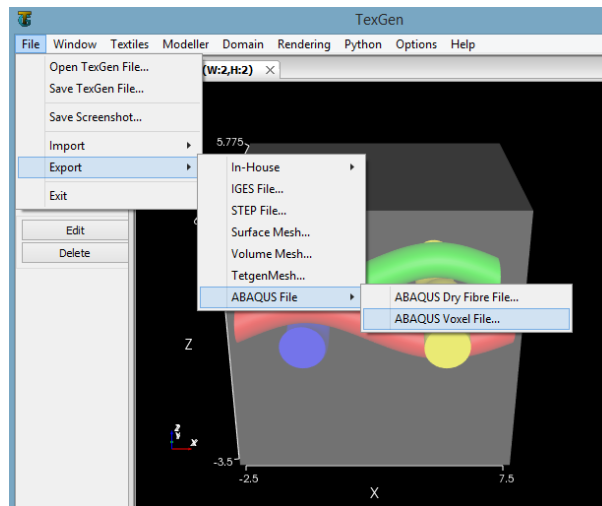 TexGen
File Window Textiles Modeller Domain Rendering Python Options Help
(W:2,H:2)
Open TexGen File...
Save TexGen File...
Save Screenshot...
Import
Export
Exit
Edit
Delete
In-House
IGES File...
STEP File...
Surface Mesh...
Volume Mesh...
TetgenMesh...
ABAQUS File
ABAQUS Dry Fibre File...
ABAQUS Voxel File...
5.775
Z
-3.5
-2.5
7.5
X
z
y
x